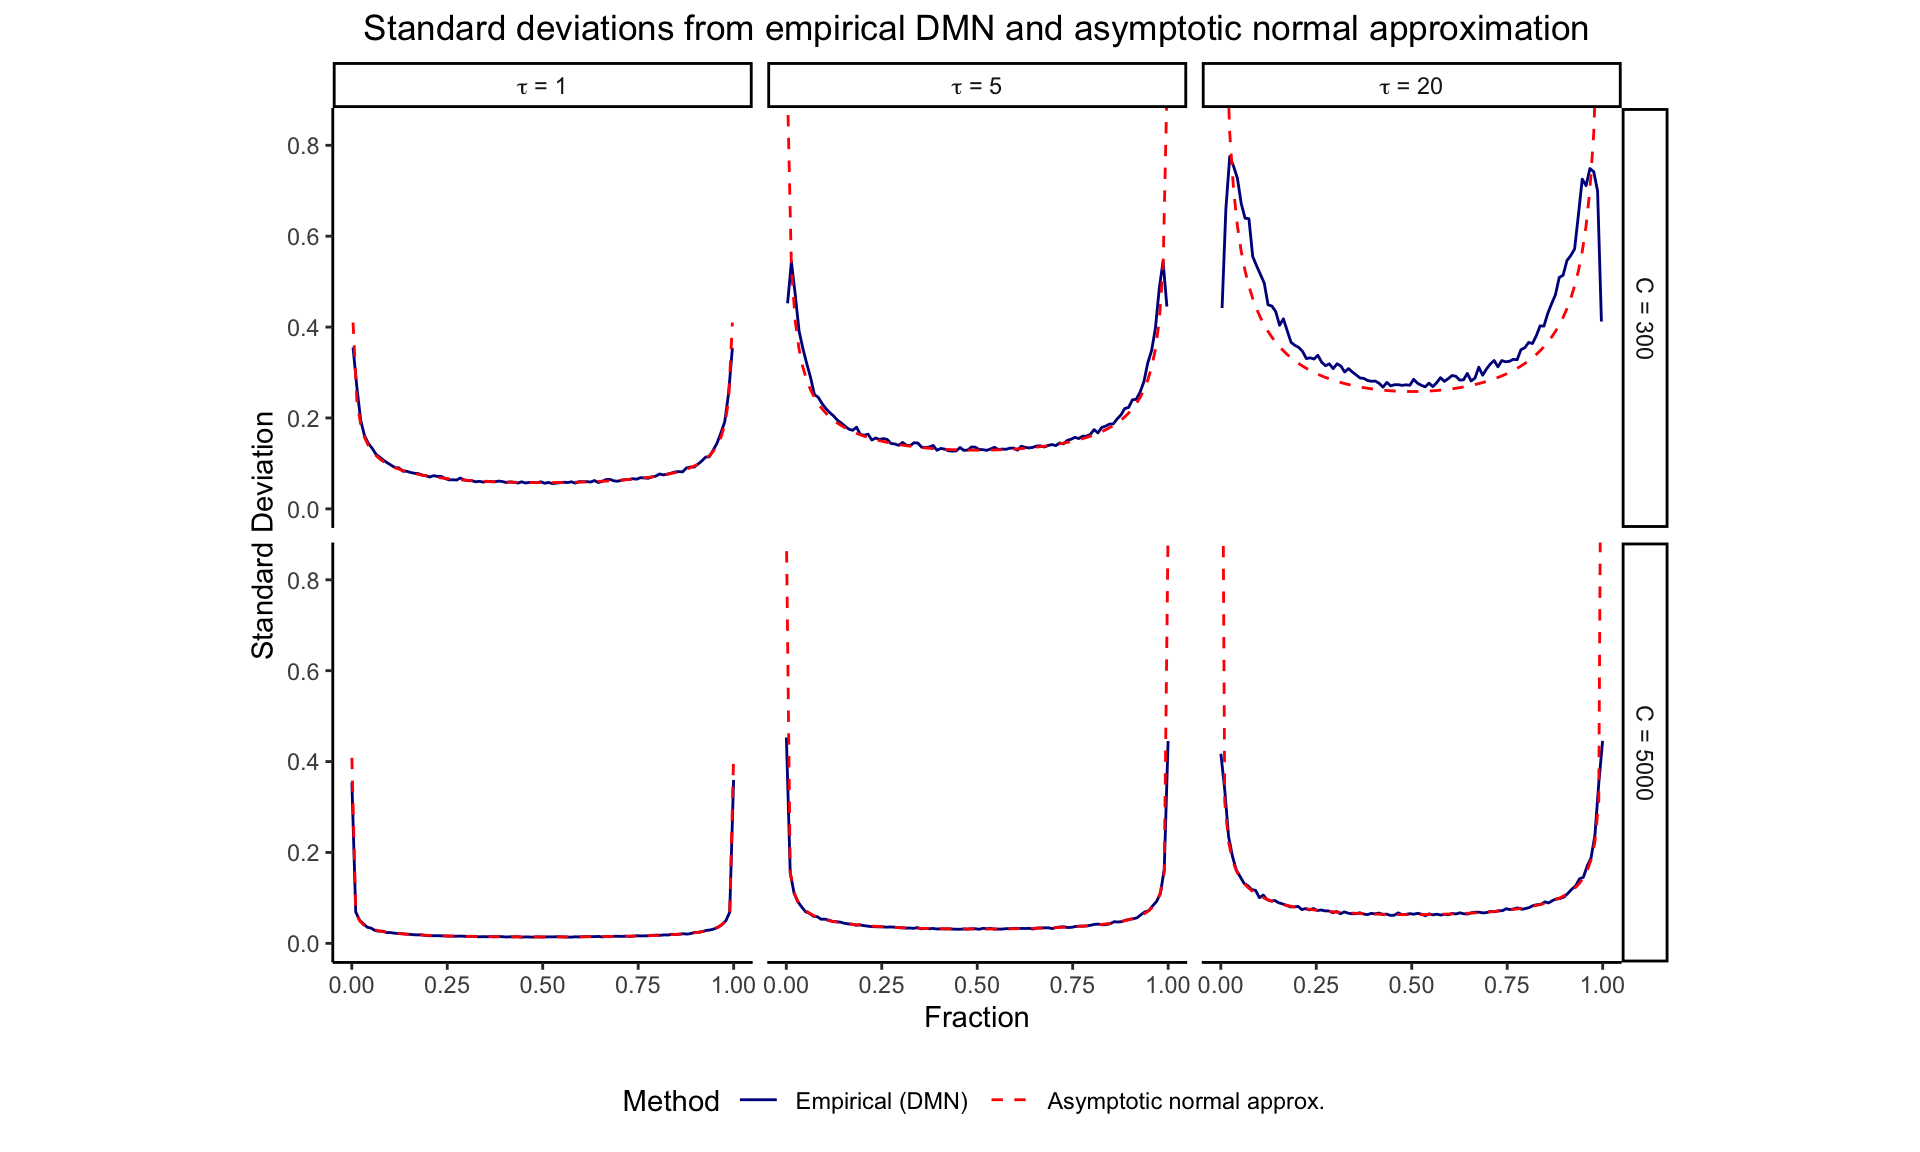 Standard deviations from empirical DMN and asymptotic normal approximation
τ = 1
τ = 5
τ = 20
C = 300
C = 5000
Standard Deviation
0.8
0.6
0.4
0.2
0.0
0.8
0.6
0.4
0.2
0.0
0.00 0.25 0.50 0.75 1.00
0.00 0.25 0.50 0.75 1.00
0.00 0.25 0.50 0.75 1.00
Fraction
Method Empirical (DMN) Asymptotic normal approx.